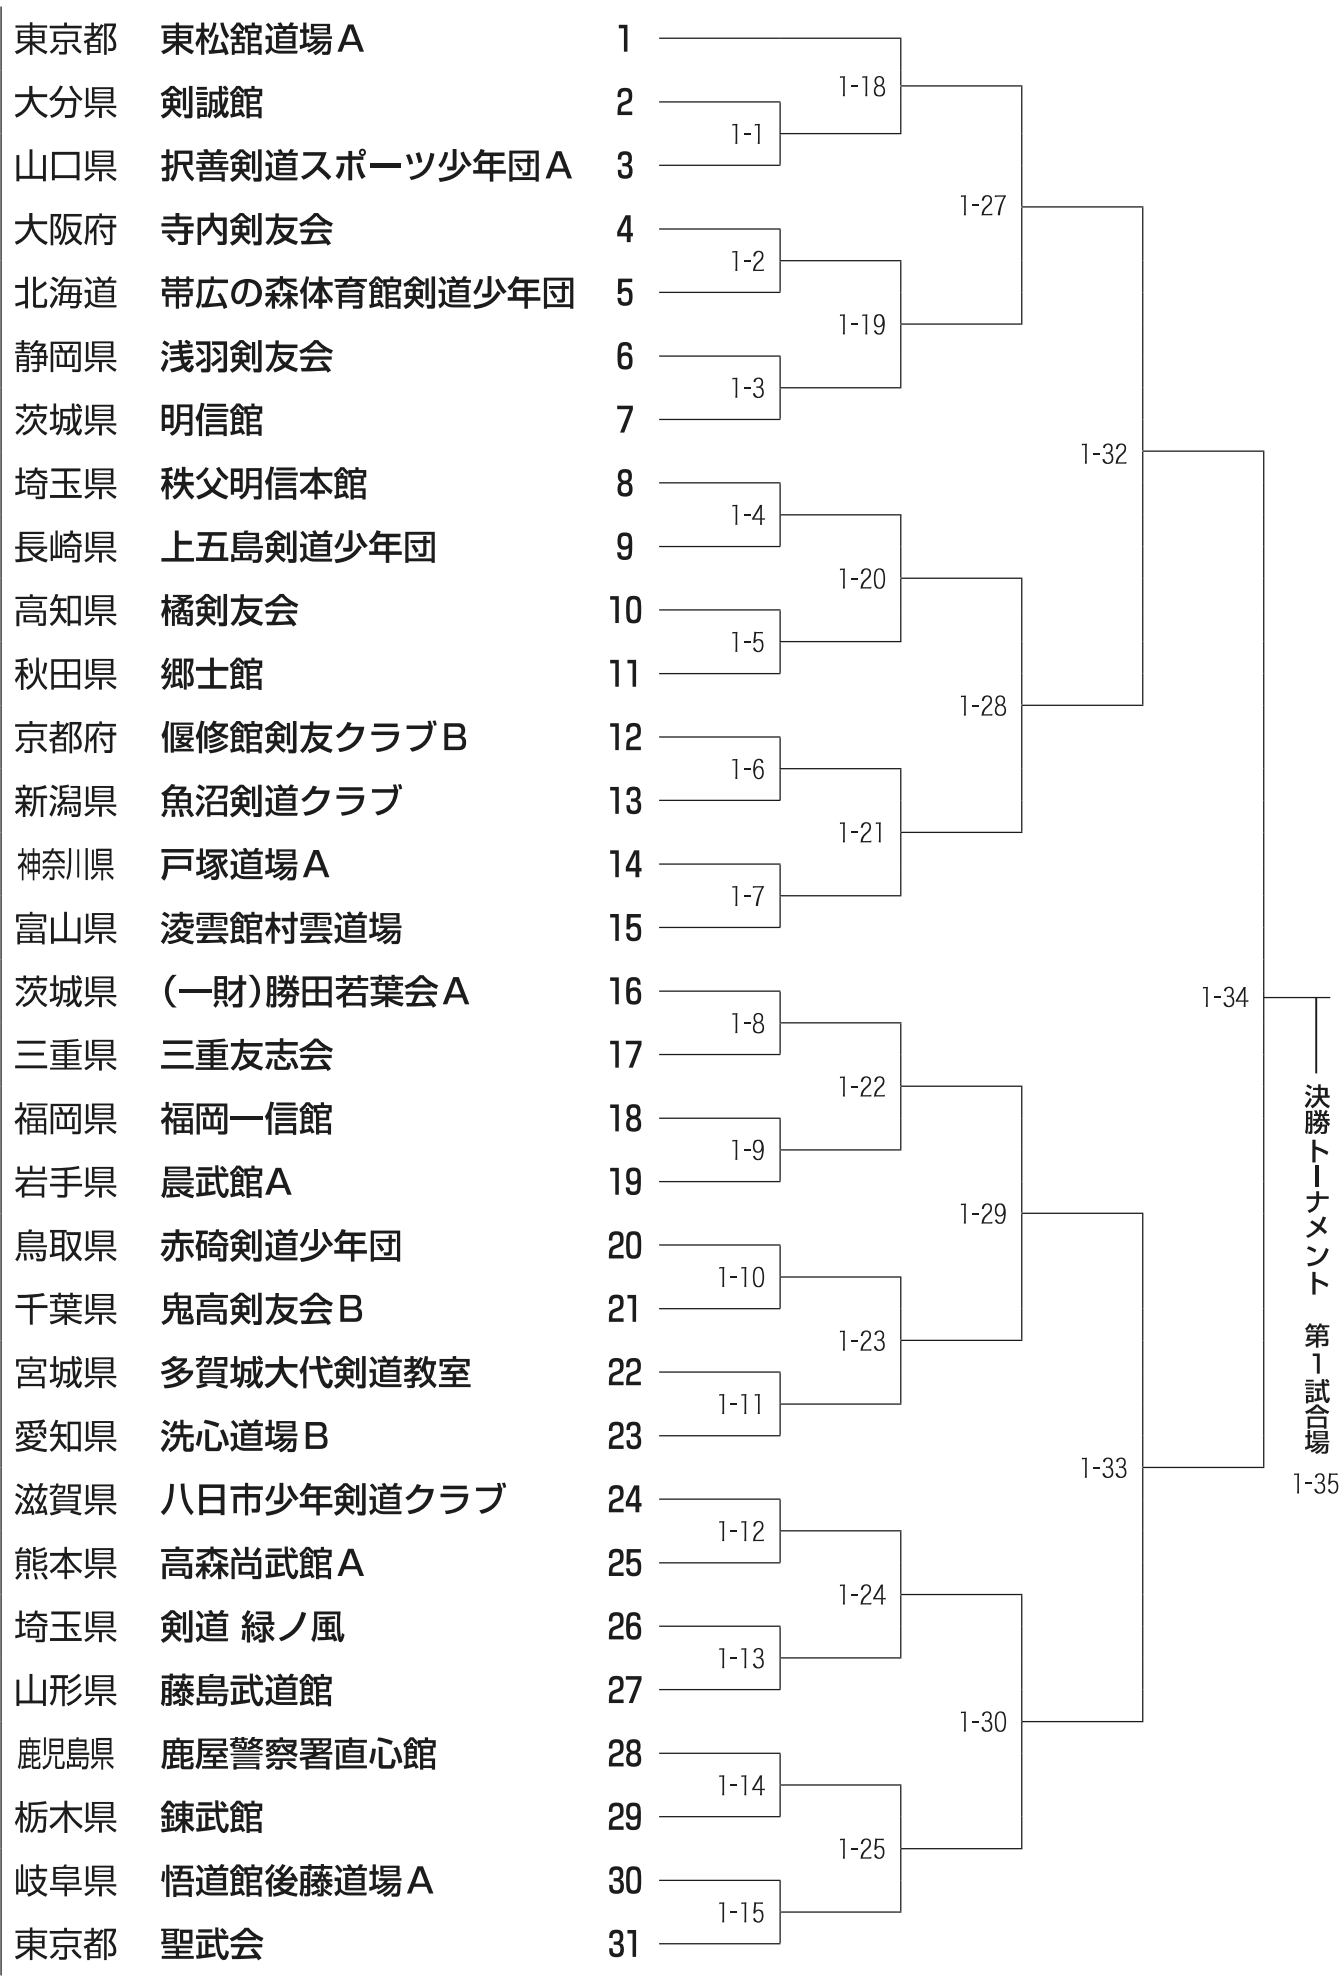 東京都 東松舘道場A 1
大分県 剣誠館 2
山口県 択善剣道スポーツ少年団A 3
大阪府 寺内剣友会 4
北海道 帯広の森体育館剣道少年団 5
静岡県 浅羽剣友会 6
茨城県 明信館 7
埼玉県 秩父明信本館 8
長崎県 上五島剣道少年団 9
高知県 橘剣友会 10
秋田県 郷士館 11
京都府 偃修館剣友クラブB 12
新潟県 魚沼剣道クラブ 13
神奈川県 戸塚道場A 14
富山県 淩雲館村雲道場 15
茨城県 (一財)勝田若葉会A 16
三重県 三重友志会 17
福岡県 福岡一信館 18
岩手県 晨武館A 19
鳥取県 赤碕剣道少年団 20
千葉県 鬼高剣友会B 21
宮城県 多賀城大代剣道教室 22
愛知県 洗心道場B 23
滋賀県 八日市少年剣道クラブ 24
熊本県 高森尚武館A 25
埼玉県 剣道 緑ノ風 26
山形県 藤島武道館 27
鹿児島県 鹿屋警察署直心館 28
栃木県 錬武館 29
岐阜県 悟道館後藤道場A 30
東京都 聖武会 31
1-1
1-2
1-3
1-4
1-5
1-6
1-7
1-8
1-9
1-10
1-11
1-12
1-13
1-14
1-15
1-18
1-19
1-20
1-21
1-22
1-23
1-24
1-25
1-27
1-28
1-29
1-30
1-32
1-33
1-34
決勝トーナメント 第1試合場
1-35